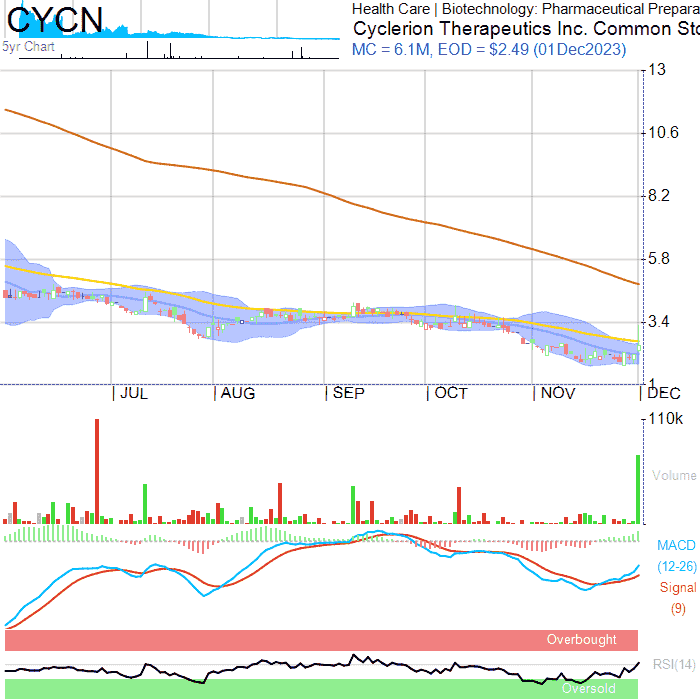 CYCN
5yr Chart
Health Care | Biotechnology: Pharmaceutical Prepara
Cyclerion Therapeutics Inc. Common Sto
MC = 6.1M, EOD = $2.49 (01Dec2023)
13
10.6
8.2
5.8
3.4
1
JUL AUG SEP OCT NOV DEC
110k
Volume
MACD
(12-26)
Signal
(9)
Overbought
RSI(14)
Oversold